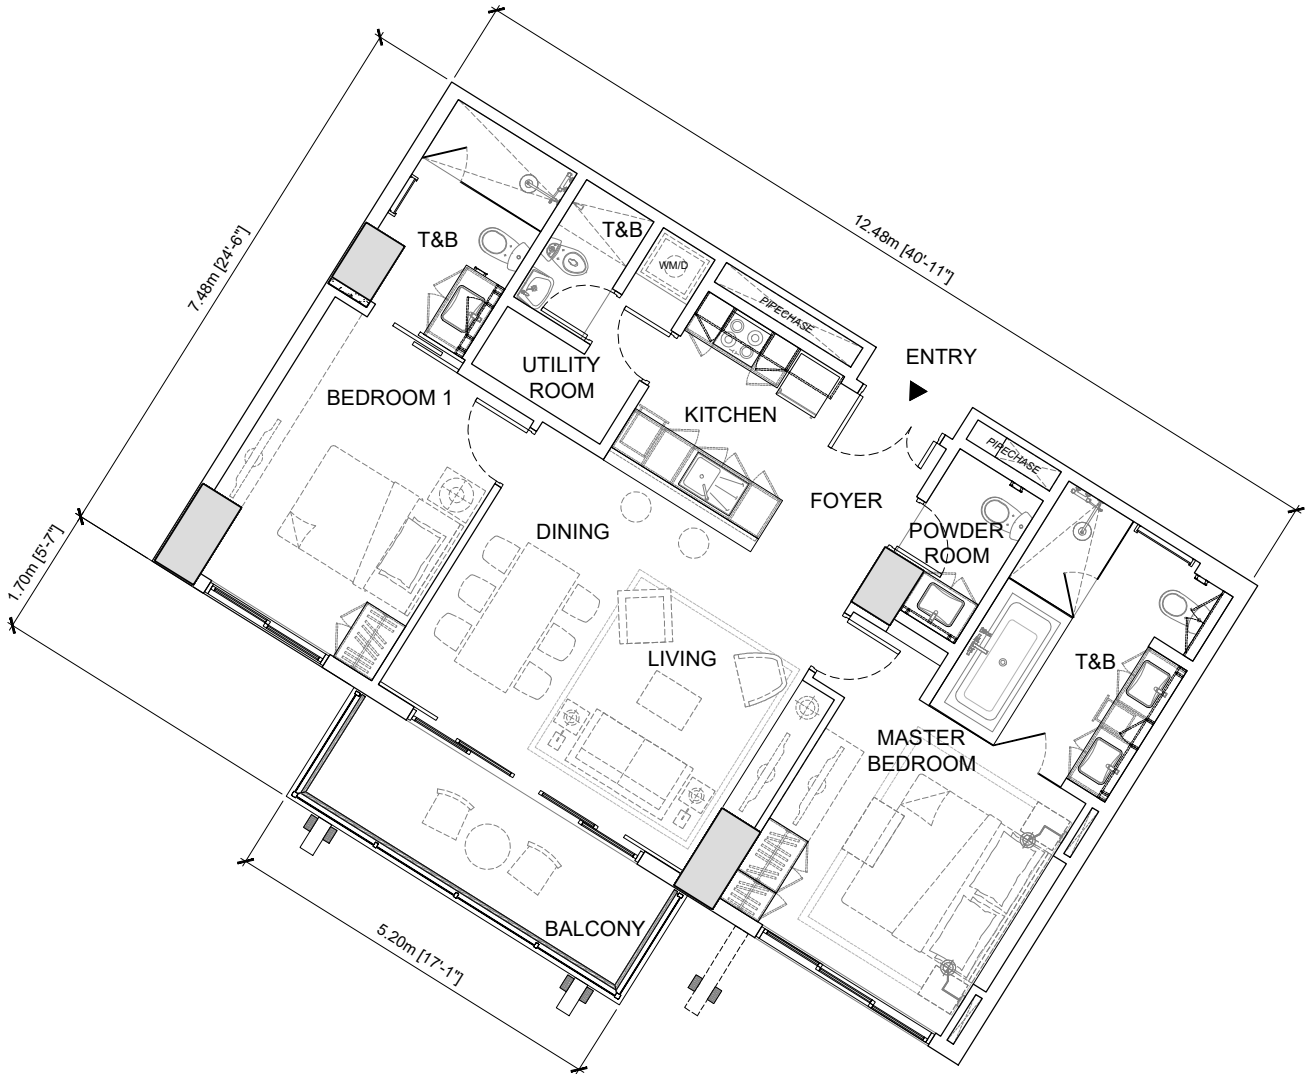 12.48m [40'-11"]
7.48m [24'-6"]
T&B
T&B
WM/D
PIPECHASE
ENTRY
UTILITY
ROOM
BEDROOM 1
KITCHEN
PIPECHASE
FOYER
DINING
POWDER
ROOM
1.70m [5'-7"]
LIVING
T&B
MASTER
BEDROOM
BALCONY
5.20m [17'-1"]